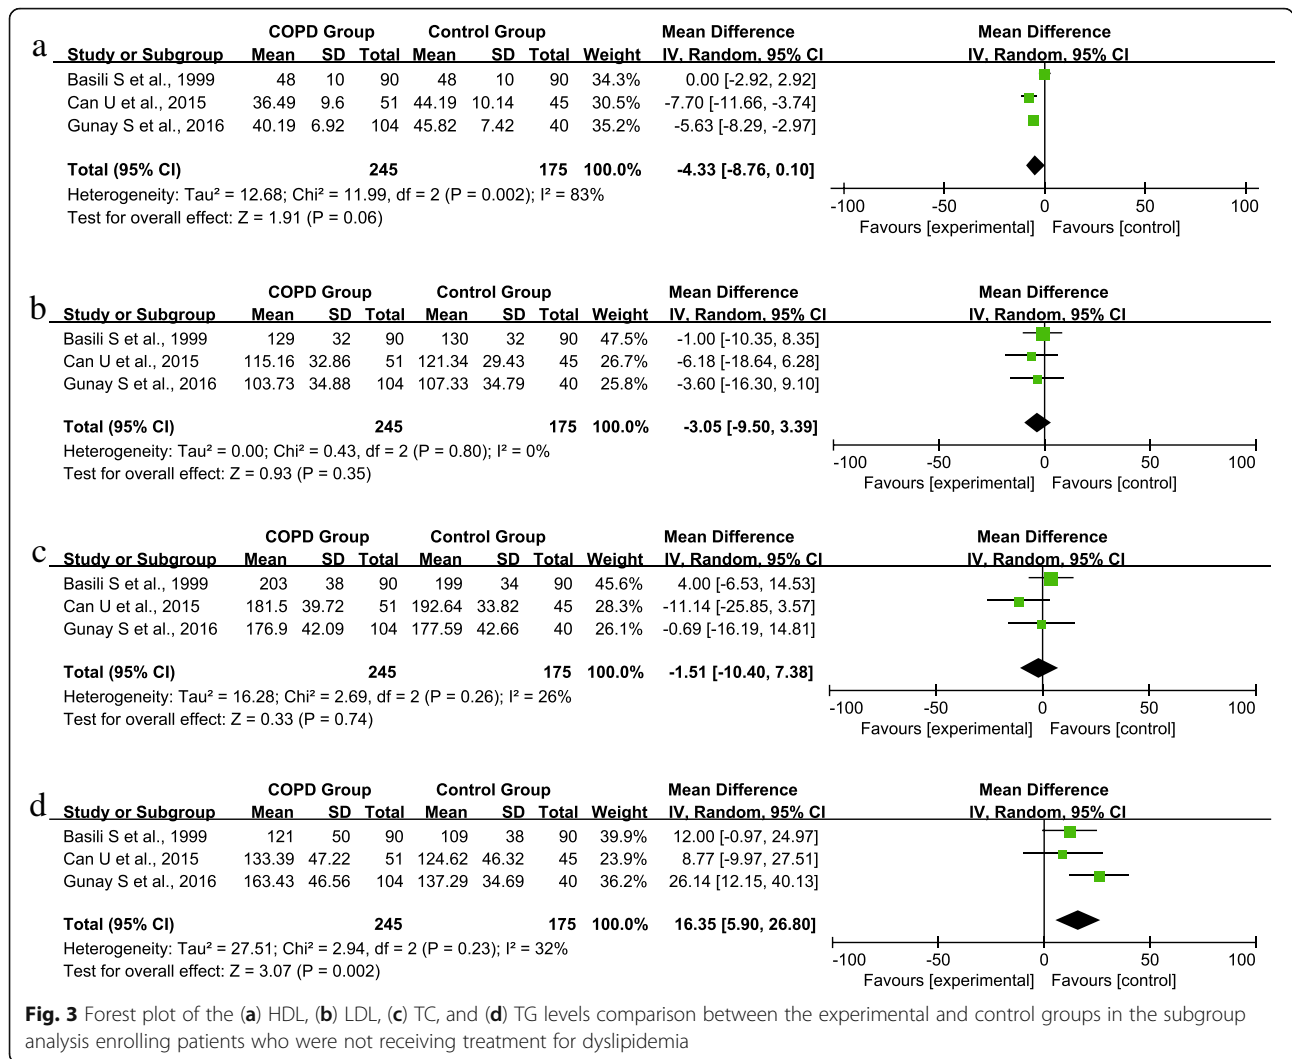 a
COPD Group Control Group Mean Difference Mean Difference
Study or Subgroup Mean SD Total Mean SD Total Weight IV, Random, 95% CI IV, Random, 95% CI
Basili S et al., 1999 48 10 90 48 10 90 34.3% 0.00 [-2.92, 2.92]
Can U et al., 2015 36.49 9.6 51 44.19 10.14 45 30.5% -7.70 [-11.66, -3.74]
Gunay S et al., 2016 40.19 6.92 104 45.82 7.42 40 35.2% -5.63 [-8.29, -2.97]
Total (95% CI) 245 175 100.0% -4.33 [-8.76, 0.10]
Heterogeneity: Tau² = 12.68; Chi² = 11.99, df = 2 (P = 0.002); I² = 83%
Test for overall effect: Z = 1.91 (P = 0.06)
-100 -50 0 50 100
Favours [experimental] Favours [control]
b
COPD Group Control Group Mean Difference Mean Difference
Study or Subgroup Mean SD Total Mean SD Total Weight IV, Random, 95% CI IV, Random, 95% CI
Basili S et al., 1999 129 32 90 130 32 90 47.5% -1.00 [-10.35, 8.35]
Can U et al., 2015 115.16 32.86 51 121.34 29.43 45 26.7% -6.18 [-18.64, 6.28]
Gunay S et al., 2016 103.73 34.88 104 107.33 34.79 40 25.8% -3.60 [-16.30, 9.10]
Total (95% CI) 245 175 100.0% -3.05 [-9.50, 3.39]
Heterogeneity: Tau² = 0.00; Chi² = 0.43, df = 2 (P = 0.80); I² = 0%
Test for overall effect: Z = 0.93 (P = 0.35)
-100 -50 0 50 100
Favours [experimental] Favours [control]
c
COPD Group Control Group Mean Difference Mean Difference
Study or Subgroup Mean SD Total Mean SD Total Weight IV, Random, 95% CI IV, Random, 95% CI
Basili S et al., 1999 203 38 90 199 34 90 45.6% 4.00 [-6.53, 14.53]
Can U et al., 2015 181.5 39.72 51 192.64 33.82 45 28.3% -11.14 [-25.85, 3.57]
Gunay S et al., 2016 176.9 42.09 104 177.59 42.66 40 26.1% -0.69 [-16.19, 14.81]
Total (95% CI) 245 175 100.0% -1.51 [-10.40, 7.38]
Heterogeneity: Tau² = 16.28; Chi² = 2.69, df = 2 (P = 0.26); I² = 26%
Test for overall effect: Z = 0.33 (P = 0.74)
-100 -50 0 50 100
Favours [experimental] Favours [control]
d
COPD Group Control Group Mean Difference Mean Difference
Study or Subgroup Mean SD Total Mean SD Total Weight IV, Random, 95% CI IV, Random, 95% CI
Basili S et al., 1999 121 50 90 109 38 90 39.9% 12.00 [-0.97, 24.97]
Can U et al., 2015 133.39 47.22 51 124.62 46.32 45 23.9% 8.77 [-9.97, 27.51]
Gunay S et al., 2016 163.43 46.56 104 137.29 34.69 40 36.2% 26.14 [12.15, 40.13]
Total (95% CI) 245 175 100.0% 16.35 [5.90, 26.80]
Heterogeneity: Tau² = 27.51; Chi² = 2.94, df = 2 (P = 0.23); I² = 32%
Test for overall effect: Z = 3.07 (P = 0.002)
-100 -50 0 50 100
Favours [experimental] Favours [control]
Fig. 3 Forest plot of the (a) HDL, (b) LDL, (c) TC, and (d) TG levels comparison between the experimental and control groups in the subgroup
analysis enrolling patients who were not receiving treatment for dyslipidemia